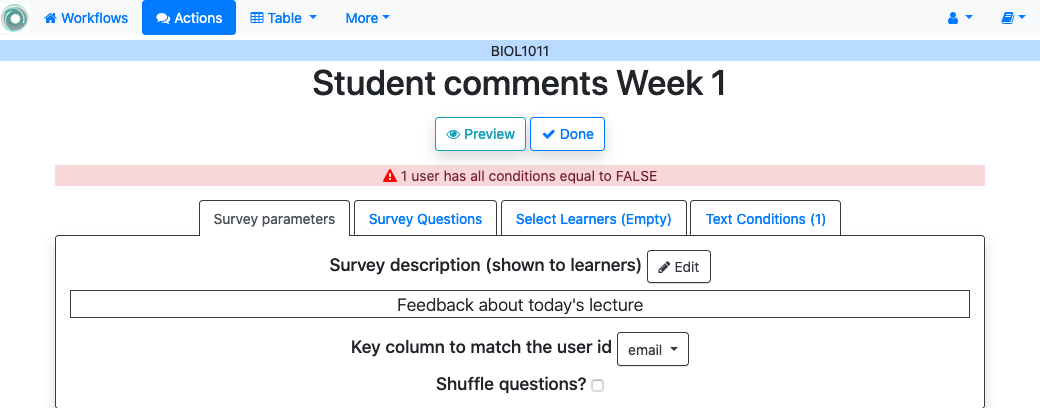 Workflows Actions Table More
BIOL1011
Student comments Week 1
Preview Done
1 user has all conditions equal to FALSE
Survey parameters Survey Questions Select Learners (Empty) Text Conditions (1)
Survey description (shown to learners) Edit
Feedback about today's lecture
Key column to match the user id email
Shuffle questions?